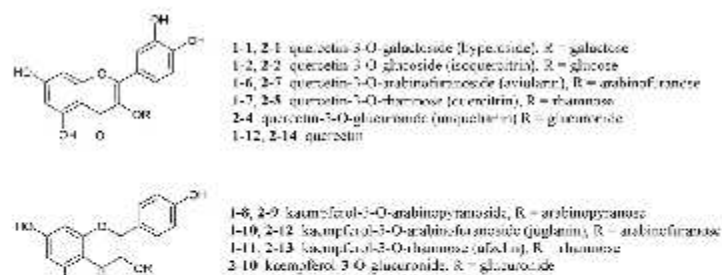 OH
OH
HO
O
OR
OH
O
1-1, 2-1 quercetin-3-O-galactoside (hyperoside), R = galactose
1-2, 2-2 quercetin-3-O-glucoside (isoquercitrin), R = glucose
1-6, 2-7 quercetin-3-O-arabinofuranoside (avicularin), R = arabinofuranose
1-7, 2-8 quercetin-3-O-rhamnose (quercitrin), R = rhamnose
2-4 quercetin-3-O-glucuronide (miquelianin) R = glucuronide
1-12, 2-14 quercetin
OH
HO
O
OR
1-8, 2-9 kaempferol-3-O-arabinopyranoside, R = arabinopyranose
1-10, 2-12 kaempferol-3-O-arabinofuranoside (juglanin), R = arabinofuranose
1-11, 2-13 kaempferol-3-O-rhamnose (afzelin), R = rhamnose
2-10 kaempferol 3-O-glucuronide, R = glucuronide